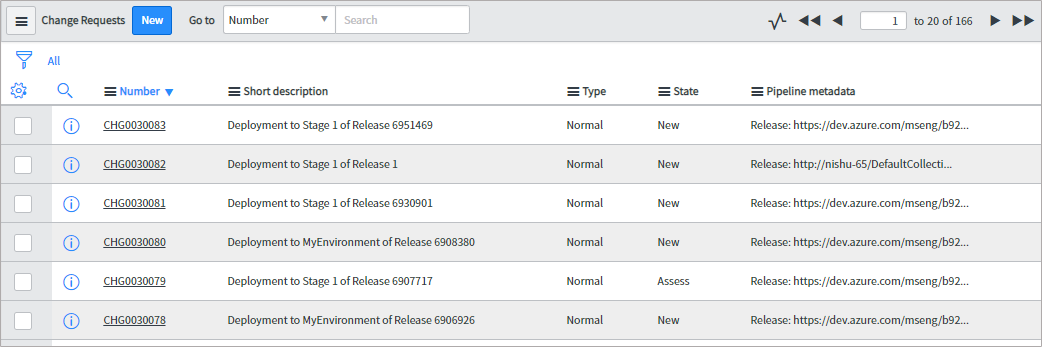 Change Requests New Go to Number Search 1 to 20 of 166
All
Number Short description Type State Pipeline metadata
CHG0030083 Deployment to Stage 1 of Release 6951469 Normal New Release: https://dev.azure.com/mseng/b92...
CHG0030082 Deployment to Stage 1 of Release 1 Normal New Release: http://nishu-65/DefaultCollecti...
CHG0030081 Deployment to Stage 1 of Release 6930901 Normal New Release: https://dev.azure.com/mseng/b92...
CHG0030080 Deployment to MyEnvironment of Release 6908380 Normal New Release: https://dev.azure.com/mseng/b92...
CHG0030079 Deployment to Stage 1 of Release 6907717 Normal Assess Release: https://dev.azure.com/mseng/b92...
CHG0030078 Deployment to MyEnvironment of Release 6906926 Normal New Release: https://dev.azure.com/mseng/b92...